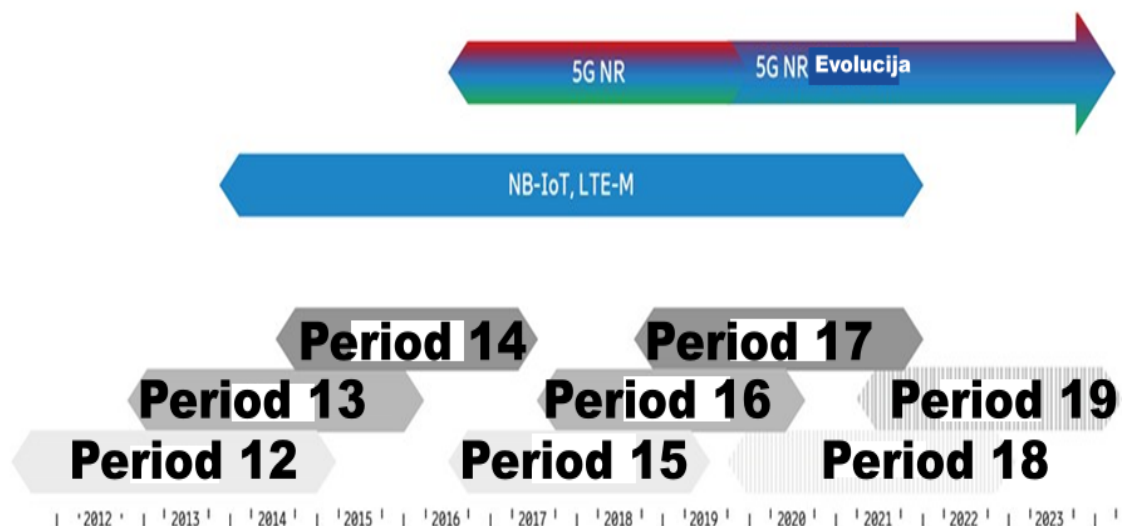 5G NR
5G NR Evolucija
NB-IoT, LTE-M
Period 14
Period 17
Period 13
Period 16
Period 19
Period 12
Period 15
Period 18
2012 2013 2014 2015 2016 2017 2018 2019 2020 2021 2022 2023